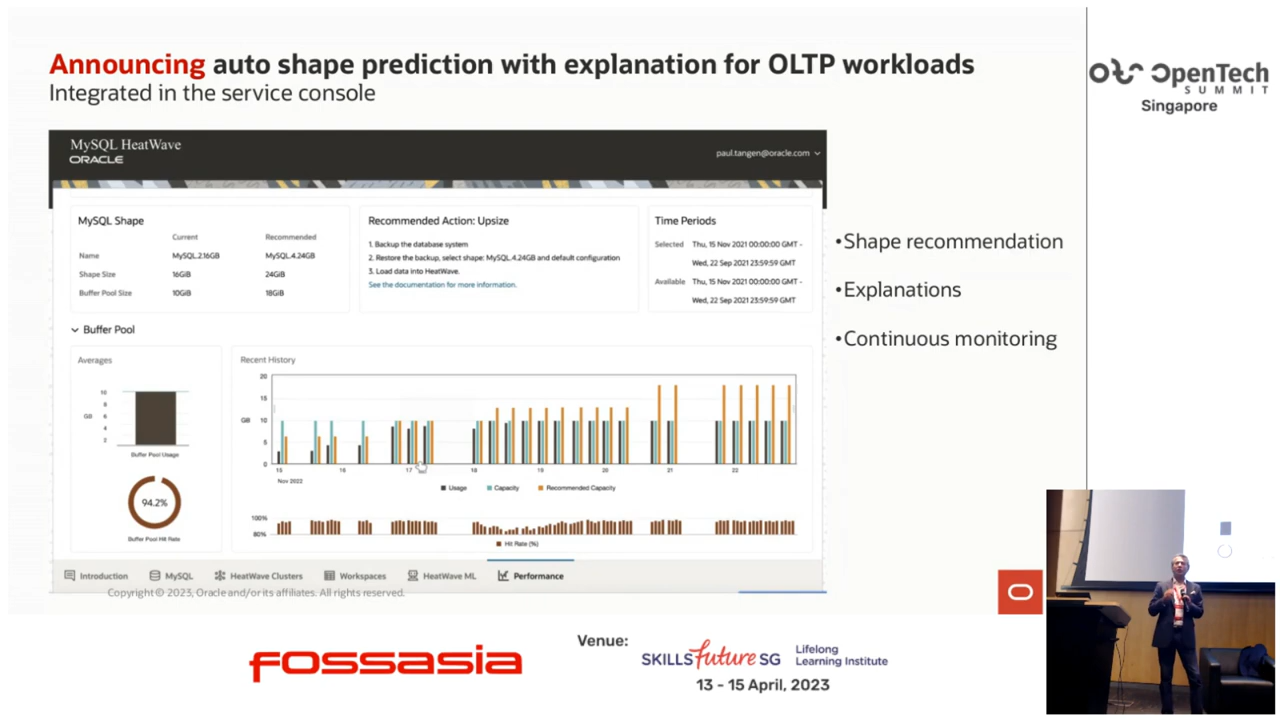 Announcing auto shape prediction with explanation for OLTP workloads
Integrated in the service console
OpenTech
SUMMIT
Singapore
MySQL HeatWave
ORACLE
paul.tangen@oracle.com
MySQL Shape
Current Recommended
Name MySQL.2.16GB MySQL.4.24GB
Shape Size 16GiB 24GiB
Buffer Pool Size 10GiB 18GiB
Recommended Action: Upsize
1. Backup the database system
2. Restore the backup, select shape: MySQL.4.24GB and default configuration
3. Load data into HeatWave.
See the documentation for more information.
Time Periods
Selected Thu, 15 Nov 2021 00:00:00 GMT -
Wed, 22 Sep 2021 23:59:59 GMT
Available Thu, 15 Nov 2021 00:00:00 GMT -
Wed, 22 Sep 2021 23:59:59 GMT
•Shape recommendation
•Explanations
•Continuous monitoring
Buffer Pool
Averages
10
8
GB 6
4
2
Buffer Pool Usage
94.2%
Buffer Pool Hit Rate
Recent History
20
15
GB 10
5
0
15 16 17 18 19 20 21 22
Nov 2022
Usage Capacity Recommended Capacity
100%
80%
Hit Rate (%)
Introduction MySQL HeatWave Clusters Workspaces HeatWave ML Performance
Copyright © 2023, Oracle and/or its affiliates. All rights reserved.
fossasia
Venue:
SKILLSfuture SG
Lifelong
Learning Institute
13 - 15 April, 2023